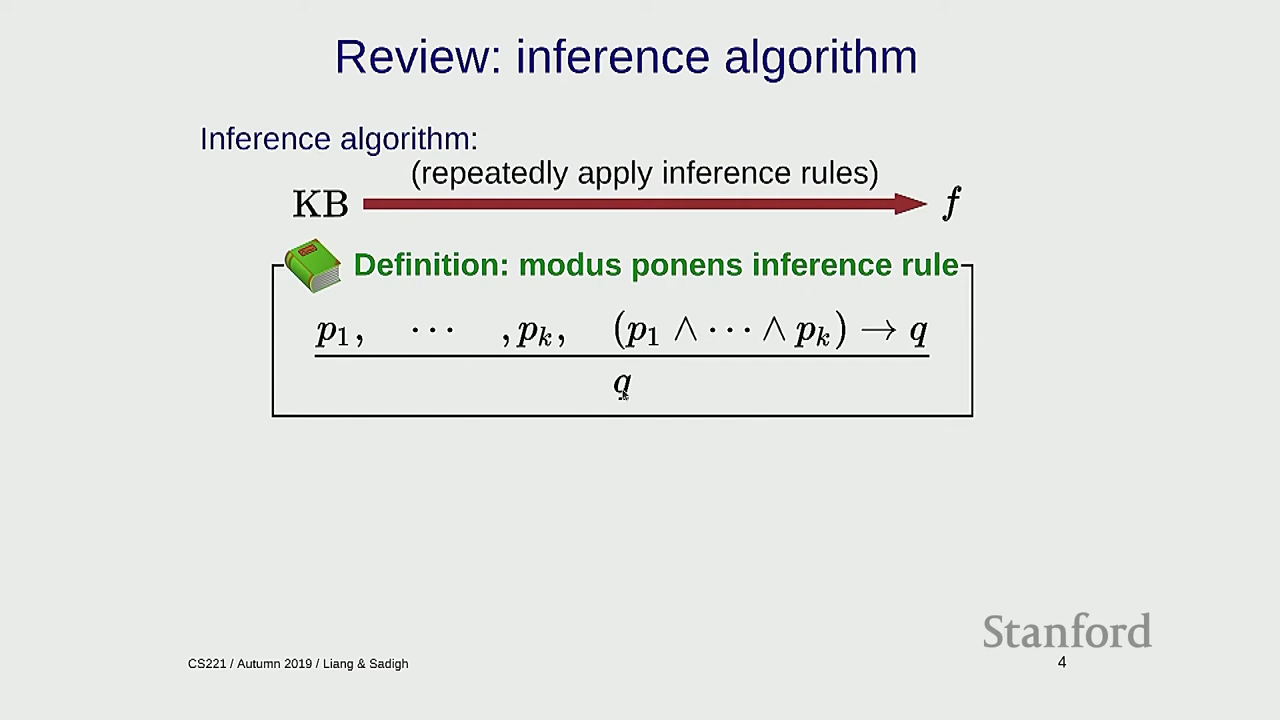 Review: inference algorithm
Inference algorithm:
(repeatedly apply inference rules)
KB f
Definition: modus ponens inference rule
p₁, ⋯ , pₖ, (p₁ ∧ ⋯ ∧ pₖ) → q
q
Stanford
CS221 / Autumn 2019 / Liang & Sadigh 4